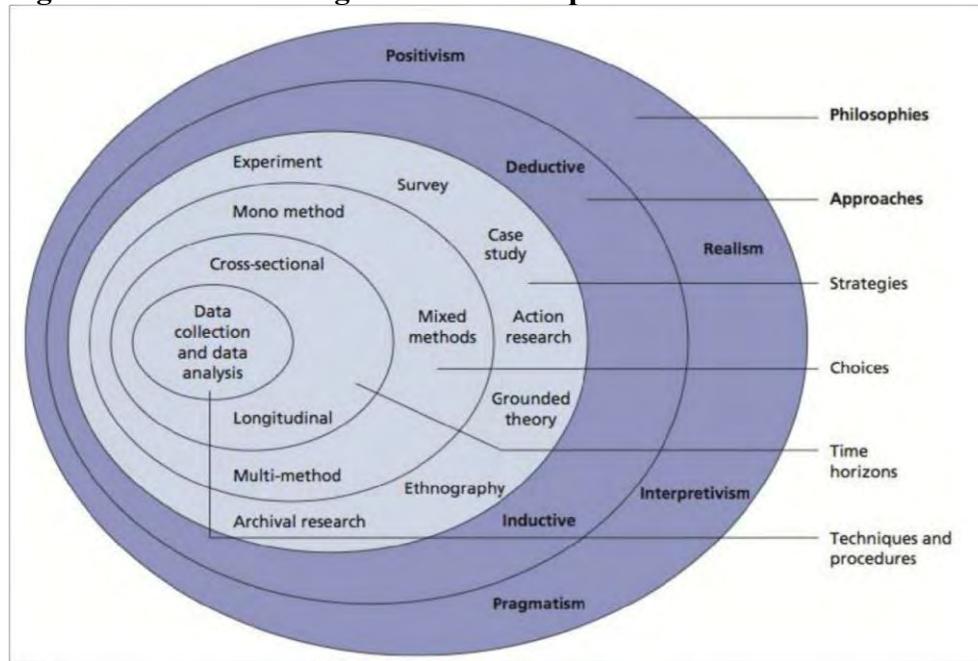 Positivism
Philosophies
Experiment
Deductive
Survey
Approaches
Mono method
Case
study
Realism
Cross-sectional
Strategies
Data
collection
and data
analysis
Mixed
methods
Action
research
Choices
Grounded
theory
Longitudinal
Time
horizons
Multi-method
Ethnography
Interpretivism
Archival research
Inductive
Techniques and
procedures
Pragmatism